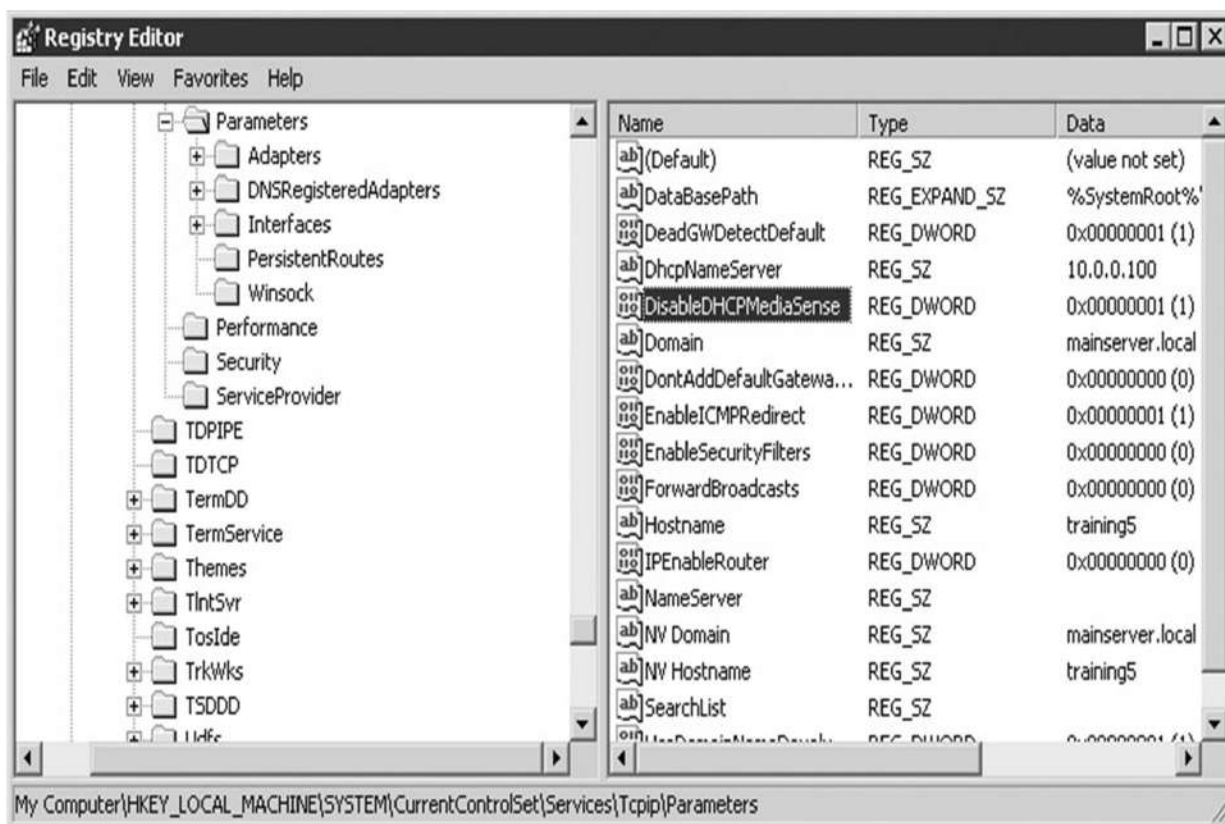 Registry Editor
File Edit View Favorites Help
Parameters
Adapters
DNSRegisteredAdapters
Interfaces
PersistentRoutes
Winsock
Performance
Security
ServiceProvider
TDPIPE
TDTCP
TermDD
TermService
Themes
TlntSvr
TosIde
TrkWks
TSDDD
Udfs
Name Type Data
(Default) REG_SZ (value not set)
DataBasePath REG_EXPAND_SZ %SystemRoot%
DeadGWDetectDefault REG_DWORD 0x00000001 (1)
DhcpNameServer REG_SZ 10.0.0.100
DisableDHCPMediaSense REG_DWORD 0x00000001 (1)
Domain REG_SZ mainserver.local
DontAddDefaultGatewa... REG_DWORD 0x00000000 (0)
EnableICMPRedirect REG_DWORD 0x00000001 (1)
EnableSecurityFilters REG_DWORD 0x00000000 (0)
ForwardBroadcasts REG_DWORD 0x00000000 (0)
Hostname REG_SZ training5
IPEnableRouter REG_DWORD 0x00000000 (0)
NameServer REG_SZ
NV Domain REG_SZ mainserver.local
NV Hostname REG_SZ training5
SearchList REG_SZ
REG_DWORD 0x00000001 (1)
My Computer\HKEY_LOCAL_MACHINE\SYSTEM\CurrentControlSet\Services\Tcpip\Parameters